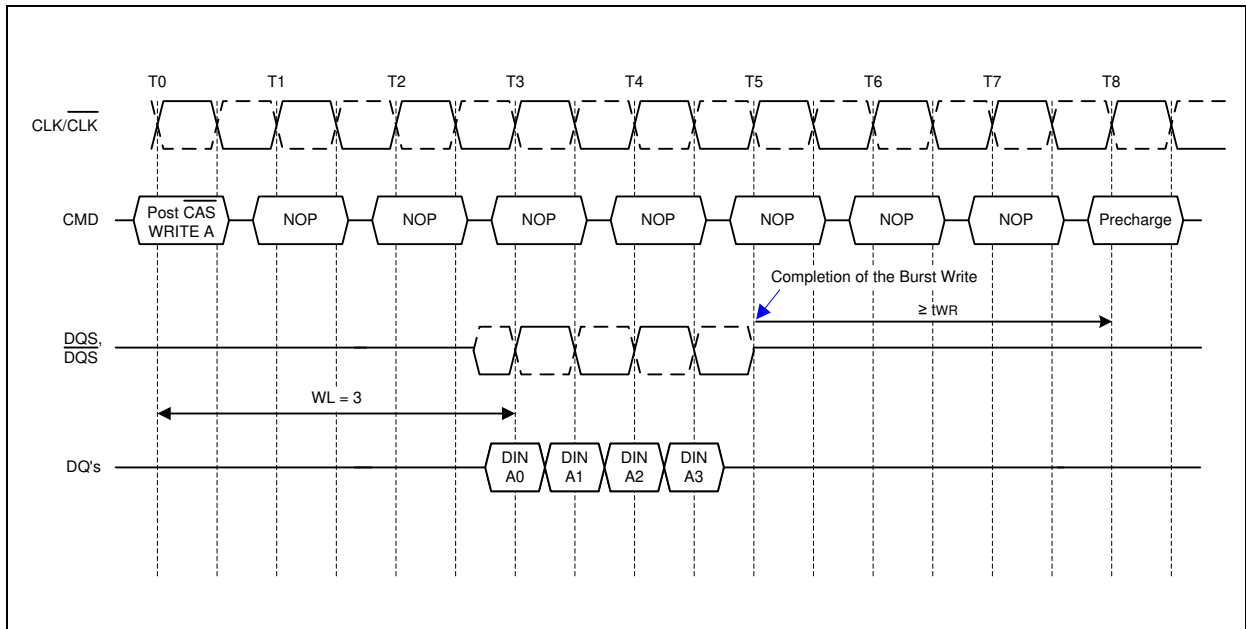 T0 T1 T2 T3 T4 T5 T6 T7 T8
CLK/CLK
CMD
Post CAS
WRITE A
NOP NOP NOP NOP NOP NOP NOP Precharge
Completion of the Burst Write
≥ tWR
DQS,
DQS
WL = 3
DQ's
DIN DIN DIN DIN
A0 A1 A2 A3